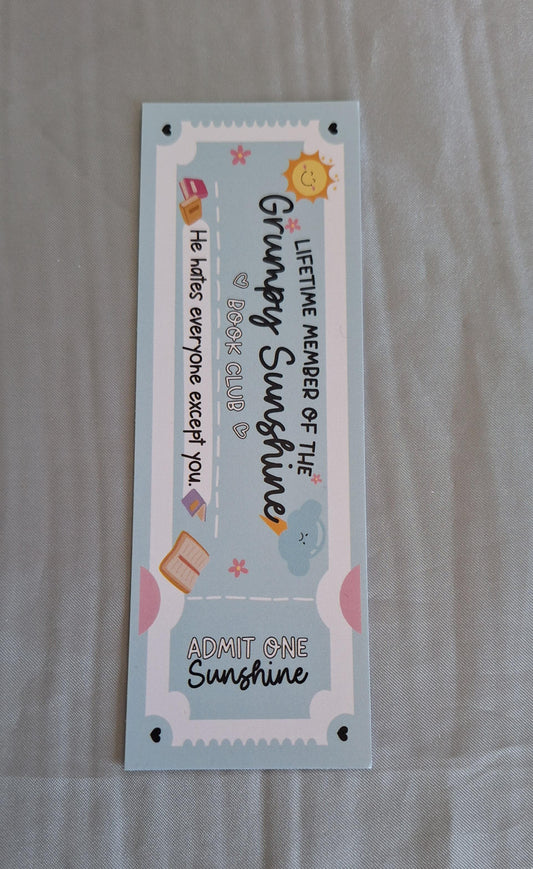 LIFETIME MEMBER OF THE
Grumpy Sunshine
BOOK CLUB
He hates everyone except you.
ADMIT ONE
Sunshine